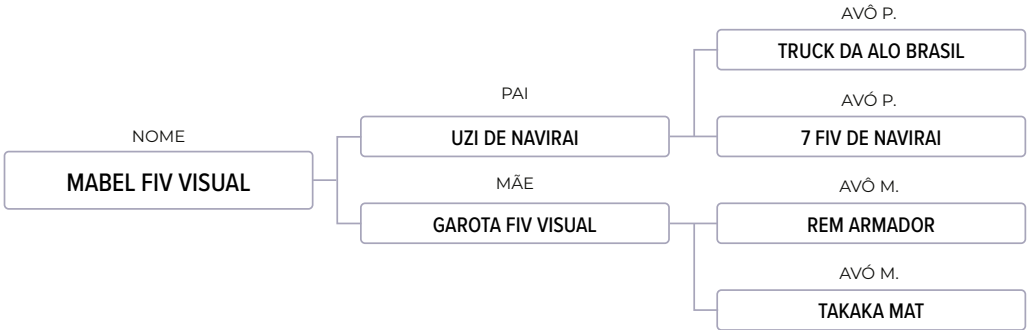 AVÔ P.
TRUCK DA ALO BRASIL
PAI
AVÓ P.
NOME
UZI DE NAVIRAI
7 FIV DE NAVIRAI
MABEL FIV VISUAL
MÃE
AVÔ M.
GAROTA FIV VISUAL
REM ARMADOR
AVÓ M.
TAKAKA MAT